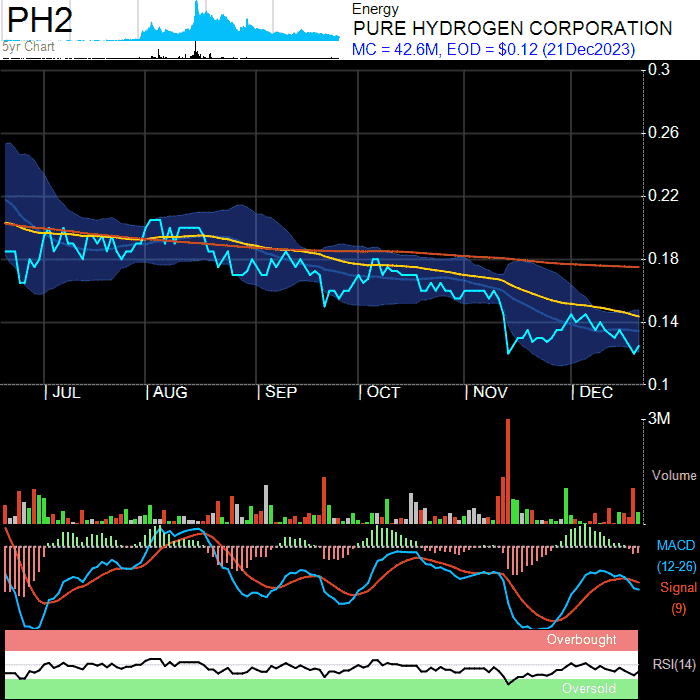 PH2
5yr Chart
Energy
PURE HYDROGEN CORPORATION
MC = 42.6M, EOD = $0.12 (21Dec2023)
0.3
0.26
0.22
0.18
0.14
0.1
JUL AUG SEP OCT NOV DEC
3M
Volume
MACD
(12-26)
Signal
(9)
Overbought
RSI(14)
Oversold